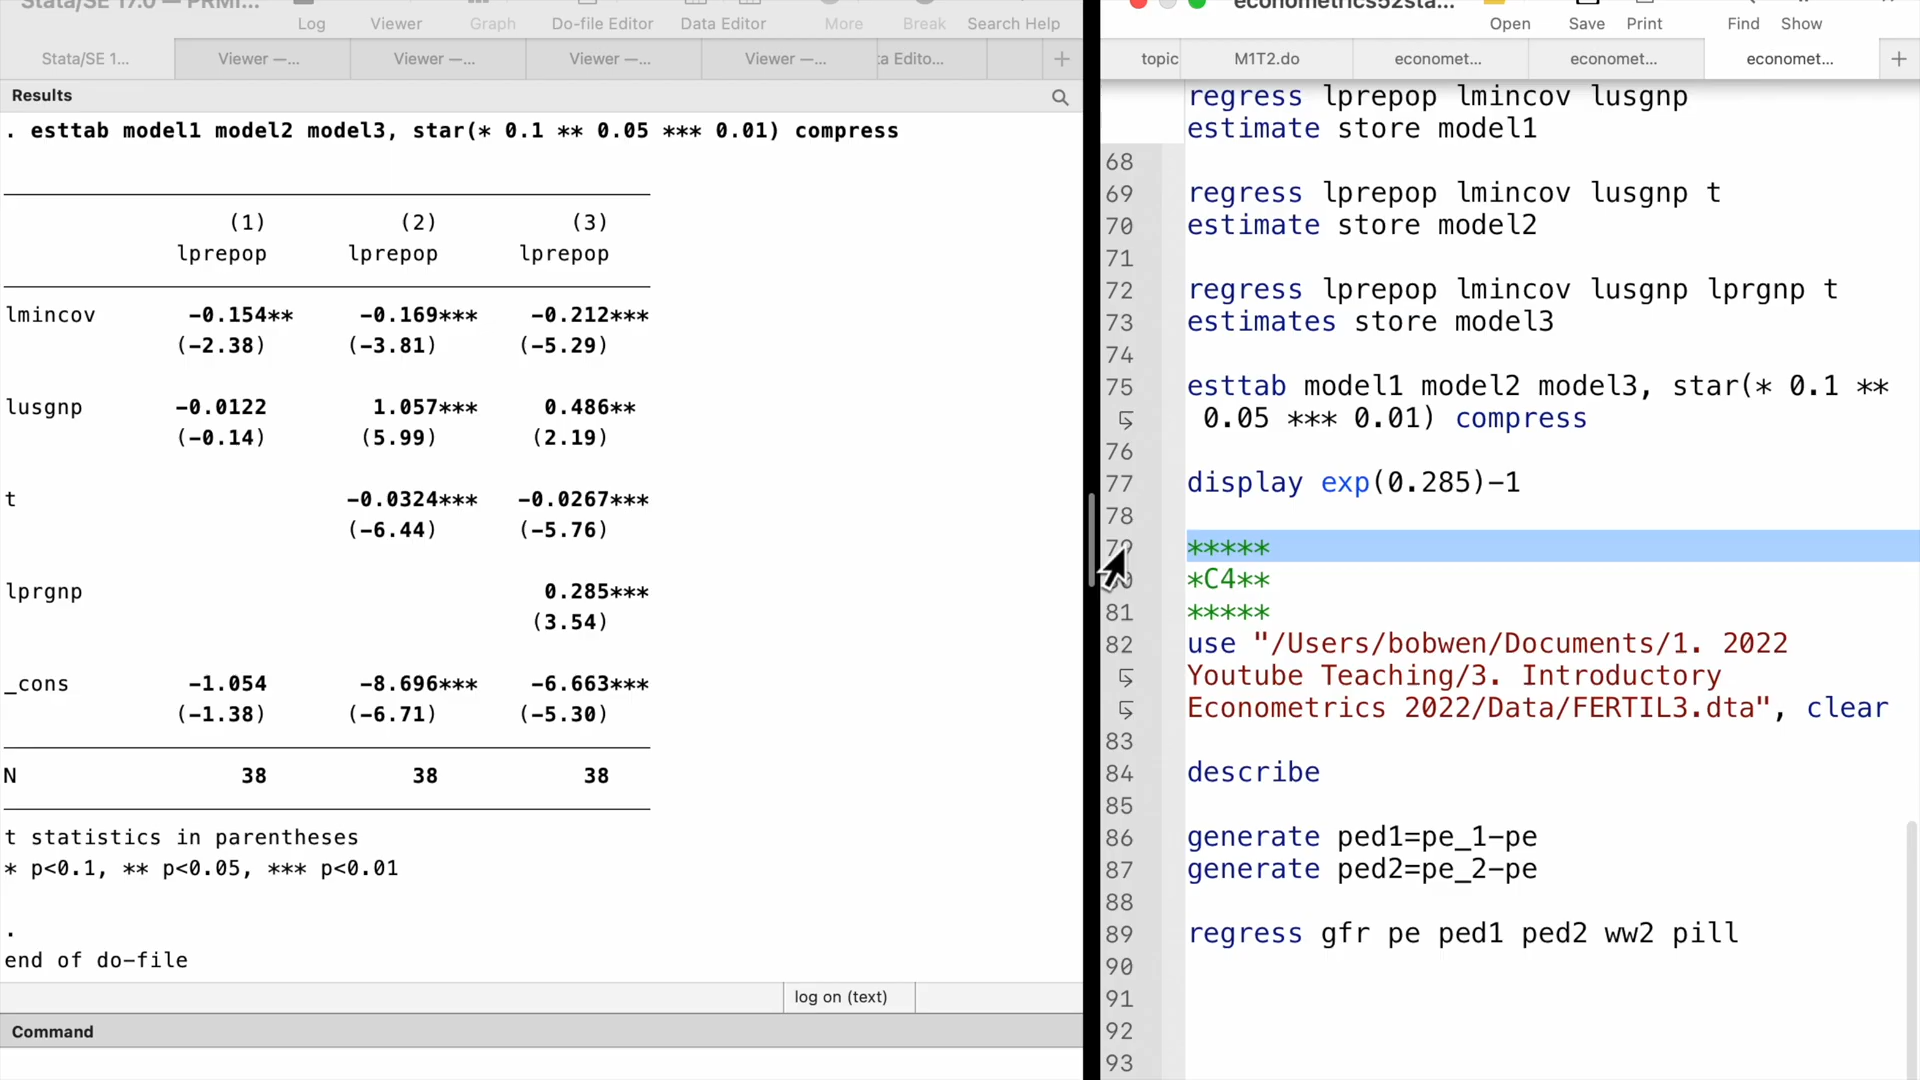 Stata/SE 17.0 — PRMI...
Log Viewer Graph Do-file Editor Data Editor More Break Search Help
Stata/SE 1... Viewer —... Viewer —... Viewer —... Viewer —... ta Edito... +
Results
. esttab model1 model2 model3, star(* 0.1 ** 0.05 *** 0.01) compress
(1) (2) (3)
lprepop lprepop lprepop
lmincov -0.154** -0.169*** -0.212***
(-2.38) (-3.81) (-5.29)
lusgnp -0.0122 1.057*** 0.486**
(-0.14) (5.99) (2.19)
t -0.0324*** -0.0267***
(-6.44) (-5.76)
lprgnp 0.285***
(3.54)
_cons -1.054 -8.696*** -6.663***
(-1.38) (-6.71) (-5.30)
N 38 38 38
t statistics in parentheses
* p<0.1, ** p<0.05, *** p<0.01
.
end of do-file
log on (text)
Command
econometrics52sta...
Open Save Print Find Show
topic M1T2.do economet... economet... economet... +
regress lprepop lmincov lusgnp
estimate store model1
68
69 regress lprepop lmincov lusgnp t
70 estimate store model2
71
72 regress lprepop lmincov lusgnp lprgnp t
73 estimates store model3
74
75 esttab model1 model2 model3, star(* 0.1 **
0.05 *** 0.01) compress
76
77 display exp(0.285)-1
78
79 *****
*C4**
81 *****
82 use "/Users/bobwen/Documents/1. 2022
Youtube Teaching/3. Introductory
Econometrics 2022/Data/FERTIL3.dta", clear
83
84 describe
85
86 generate ped1=pe_1-pe
87 generate ped2=pe_2-pe
88
89 regress gfr pe ped1 ped2 ww2 pill
90
91
92
93